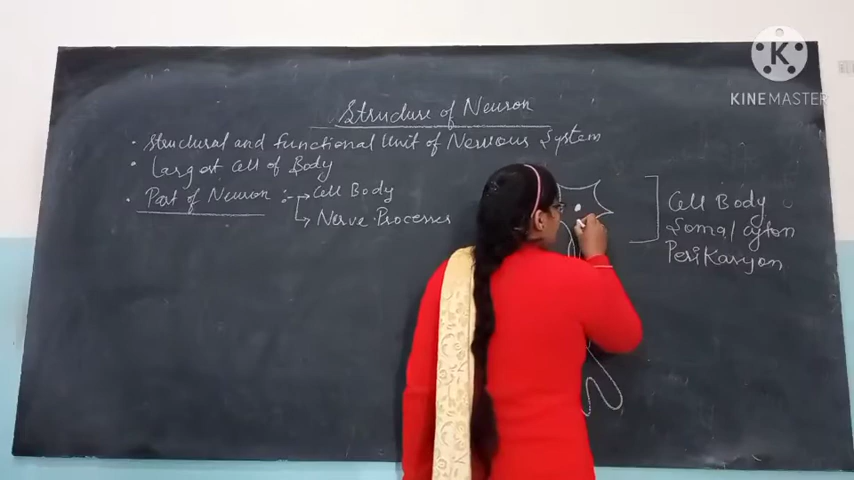 Structure of Neuron
• Structural and functional Unit of Nervous System
• Largest Cell of Body
• Part of Neuron :- → Cell Body
→ Nerve Processes
Cell Body
Soma/Cyton
Perikaryon
K
KINEMASTER